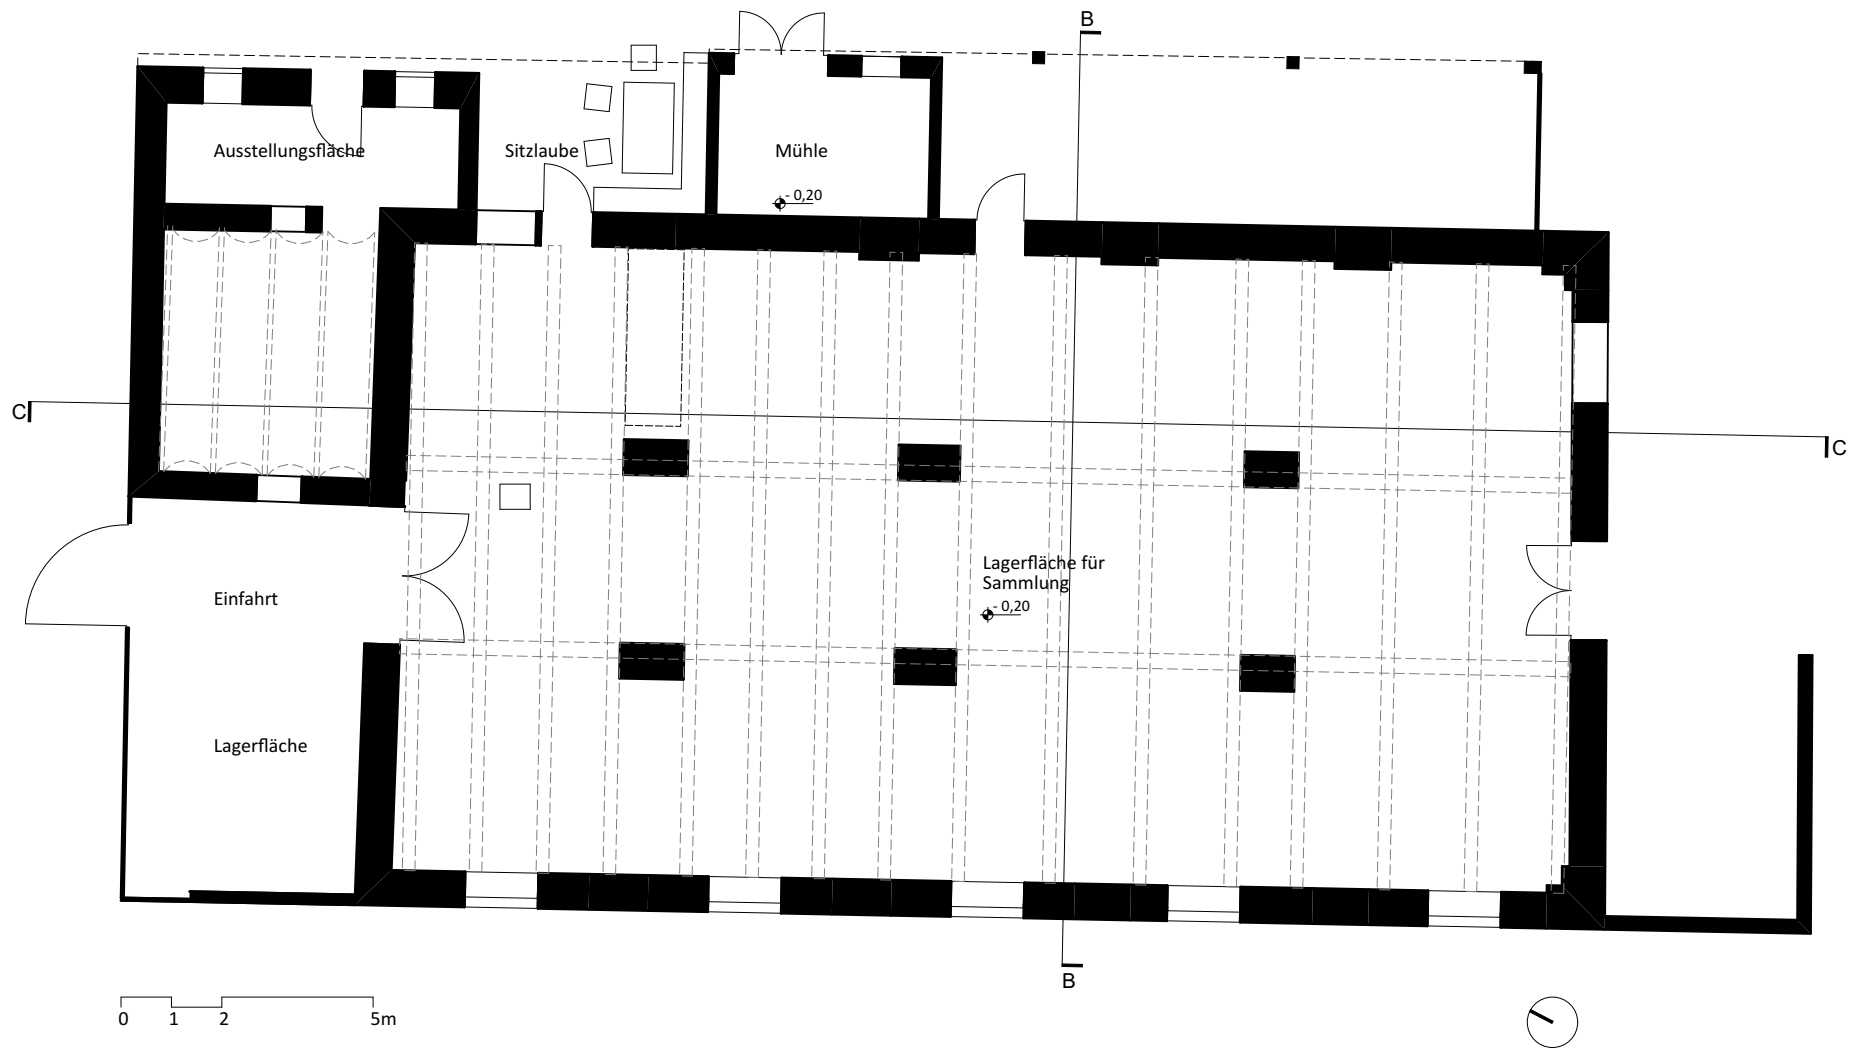 B
Ausstellungsfläche
Sitzlaube
Mühle
- 0,20
C
C
Lagerfläche für
Sammlung
- 0,20
Einfahrt
Lagerfläche
B
0 1 2 5m